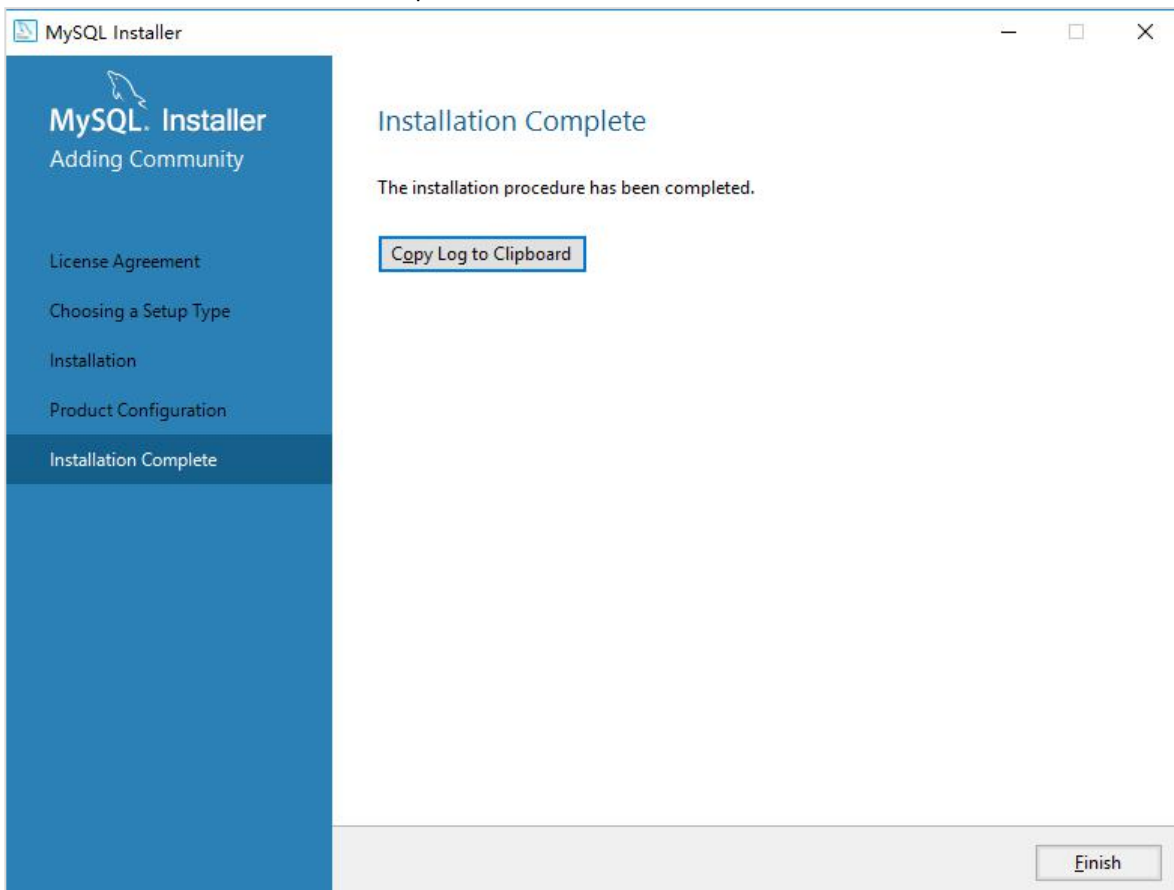 MySQL Installer
MySQL. Installer
Adding Community
License Agreement
Choosing a Setup Type
Installation
Product Configuration
Installation Complete
Installation Complete
The installation procedure has been completed.
Copy Log to Clipboard
Finish